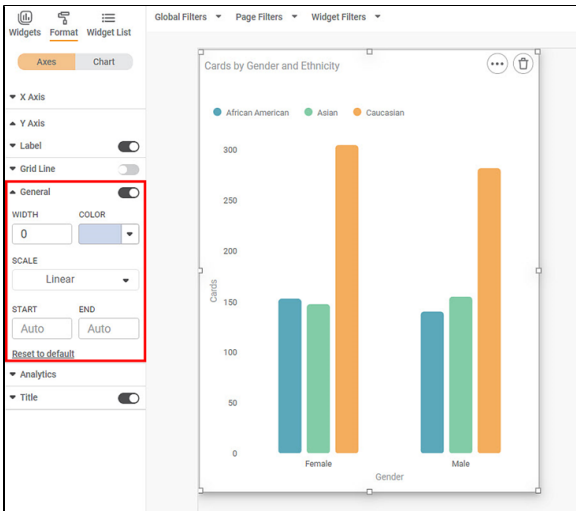 Widgets Format Widget List
Global Filters Page Filters Widget Filters
Axes Chart
X Axis
Y Axis
Label
Grid Line
General
WIDTH COLOR
0
SCALE
Linear
START END
Auto Auto
Reset to default
Analytics
Title
Cards by Gender and Ethnicity
African American Asian Caucasian
300
250
200
150
100
50
0
Cards
Female Male
Gender